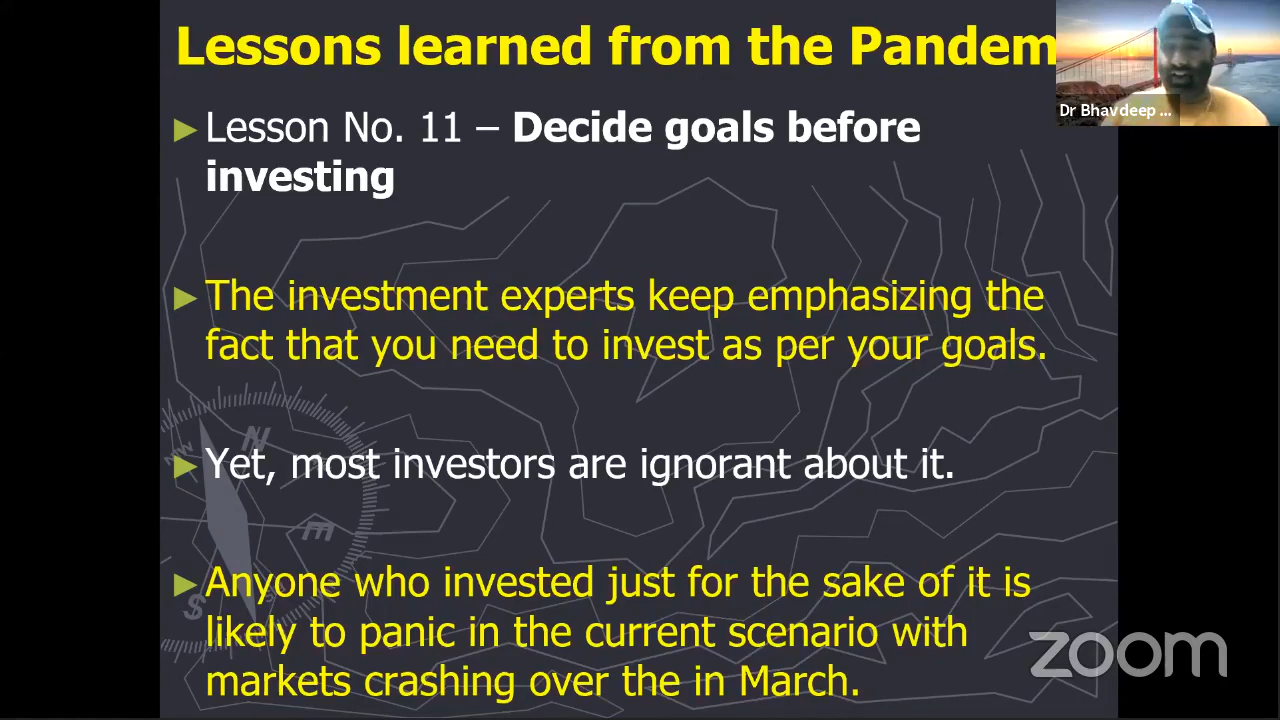 Lessons learned from the Pandem
Dr Bhavdeep ...
► Lesson No. 11 – Decide goals before
investing
► The investment experts keep emphasizing the
fact that you need to invest as per your goals.
► Yet, most investors are ignorant about it.
N
E
S
► Anyone who invested just for the sake of it is
likely to panic in the current scenario with
markets crashing over the in March.
zoom